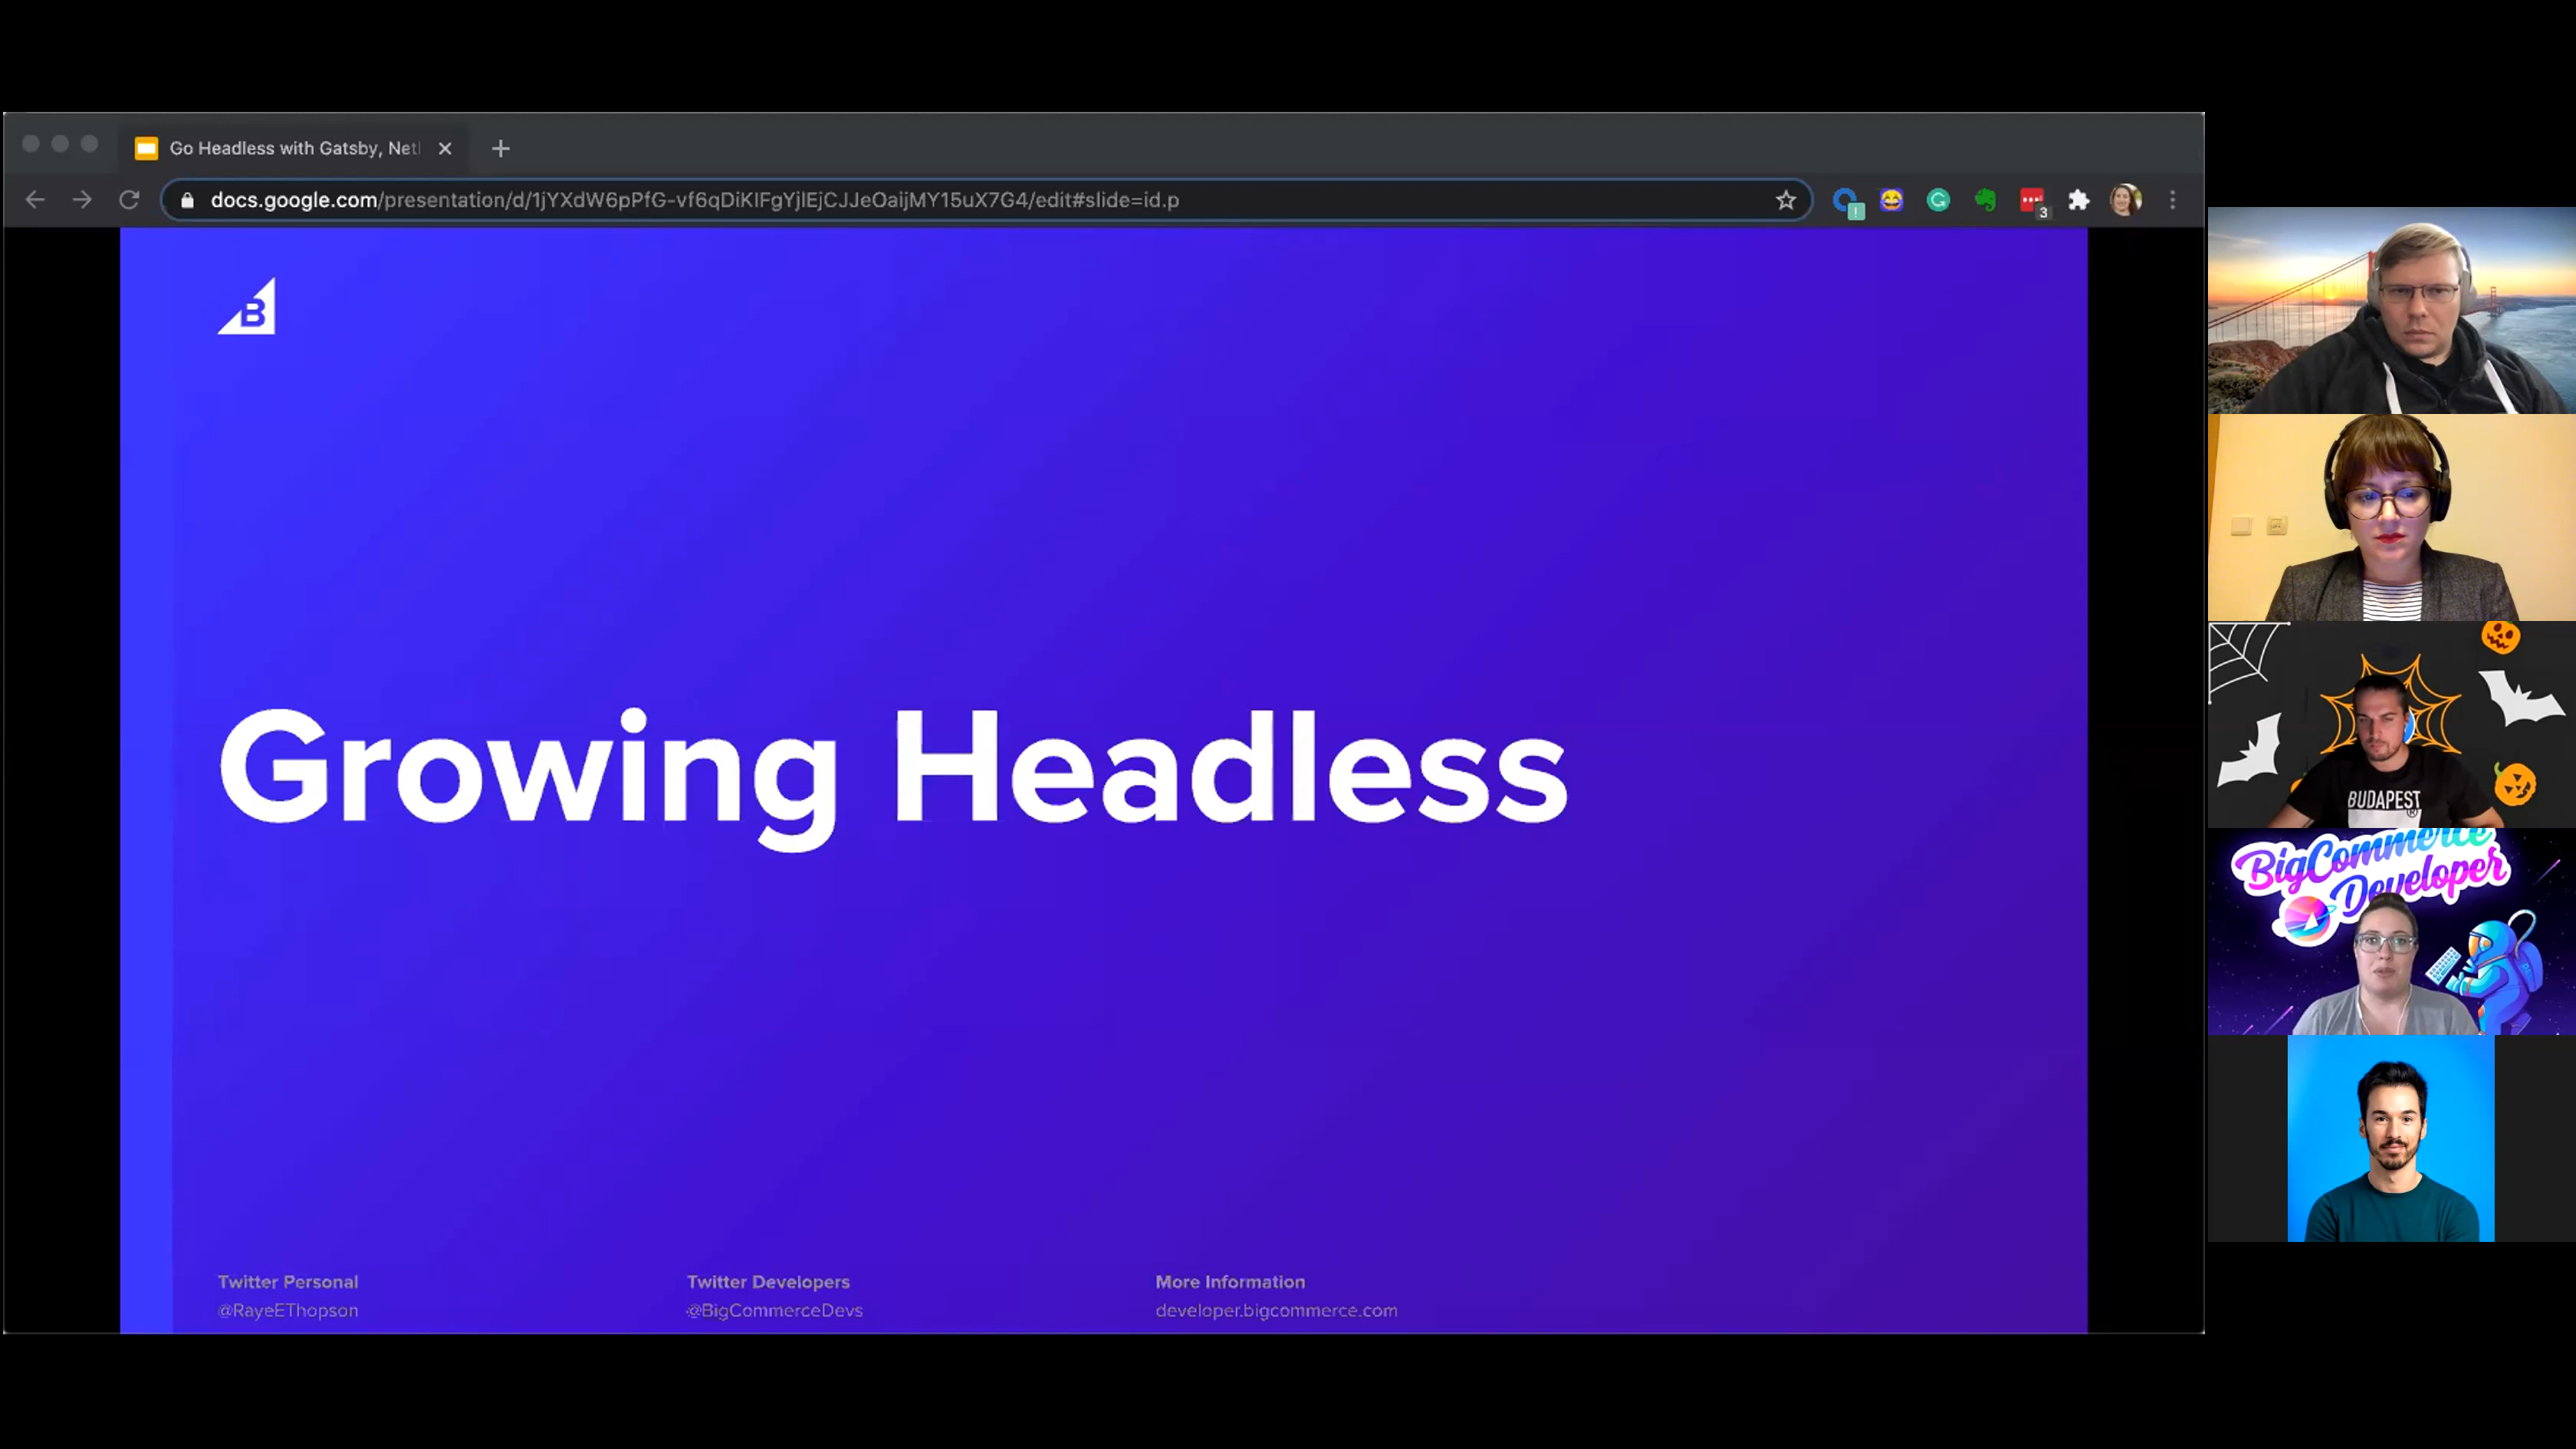 Go Headless with Gatsby, Netl
docs.google.com/presentation/d/1jYXdW6pPfG-vf6qDiKIFgYjlEjCJJeOaijMY15uX7G4/edit#slide=id.p
3
B
Growing Headless
Twitter Personal
@RayeEThopson
Twitter Developers
@BigCommerceDevs
More Information
developer.bigcommerce.com
BUDAPEST
BigCommerce
Developer